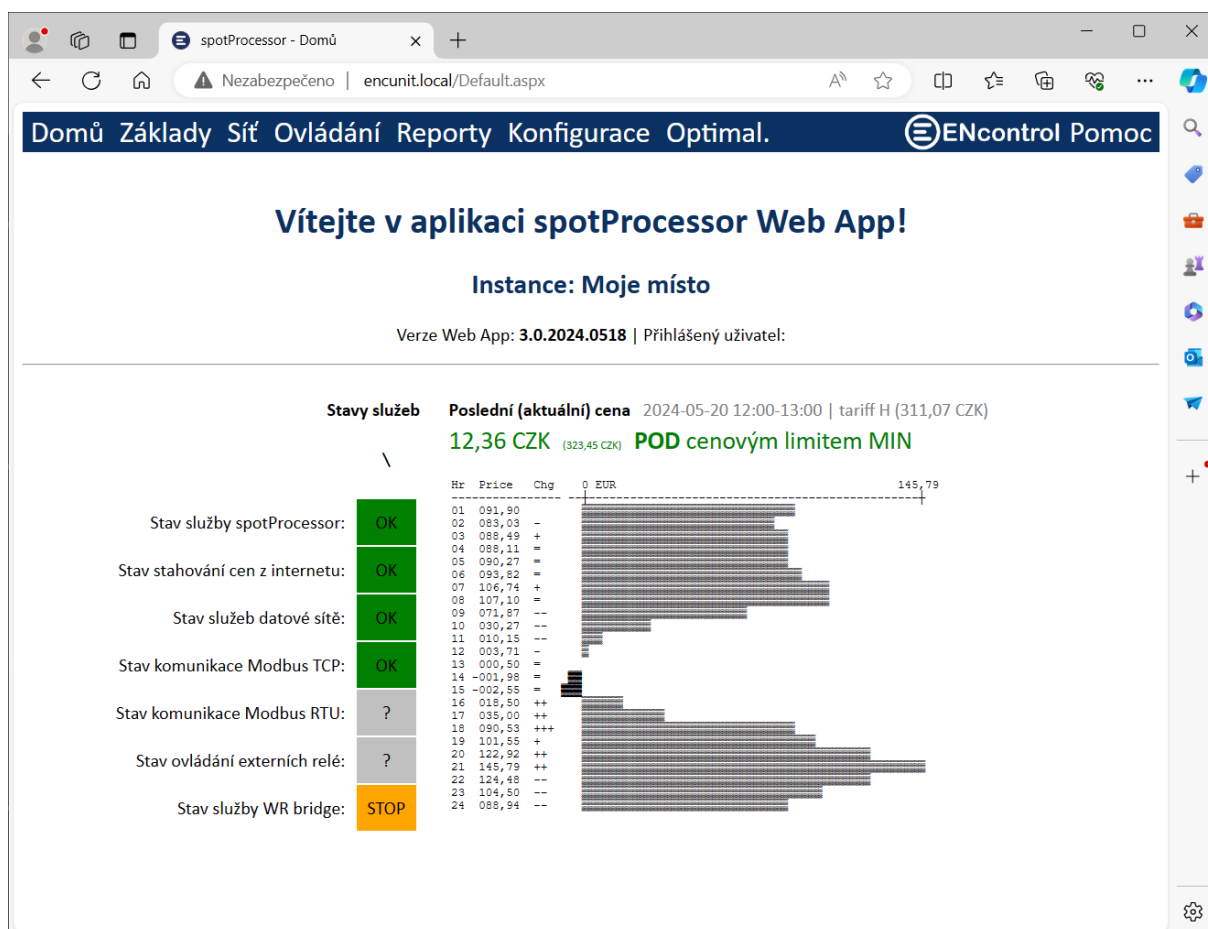 spotProcessor - Domů
Nezabezpečeno | encunit.local/Default.aspx
Domů Základy Síť Ovládání Reporty Konfigurace Optimal. ENcontrol Pomoc
Vítejte v aplikaci spotProcessor Web App!
Instance: Moje místo
Verze Web App: 3.0.2024.0518 | Přihlášený uživatel:
Stavy služeb
\
Stav služby spotProcessor: OK
Stav stahování cen z internetu: OK
Stav služeb datové sítě: OK
Stav komunikace Modbus TCP: OK
Stav komunikace Modbus RTU: ?
Stav ovládání externích relé: ?
Stav služby WR bridge: STOP
Poslední (aktuální) cena 2024-05-20 12:00-13:00 | tariff H (311,07 CZK)
12,36 CZK (323,45 CZK) POD cenovým limitem MIN
Hr Price Chg 0 EUR 145,79
01 091,90
02 083,03 -
03 088,49 +
04 088,11 =
05 090,27 =
06 093,82 =
07 106,74 +
08 107,10 =
09 071,87 --
10 030,27 --
11 010,15 --
12 003,71 -
13 000,50 =
14 -001,98 =
15 -002,55 =
16 018,50 ++
17 035,00 ++
18 090,53 +++
19 101,55 +
20 122,92 ++
21 145,79 ++
22 124,48 --
23 104,50 --
24 088,94 --